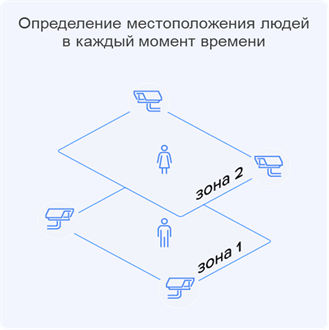 Определение местоположения людей
в каждый момент времени
зона 2
зона 1